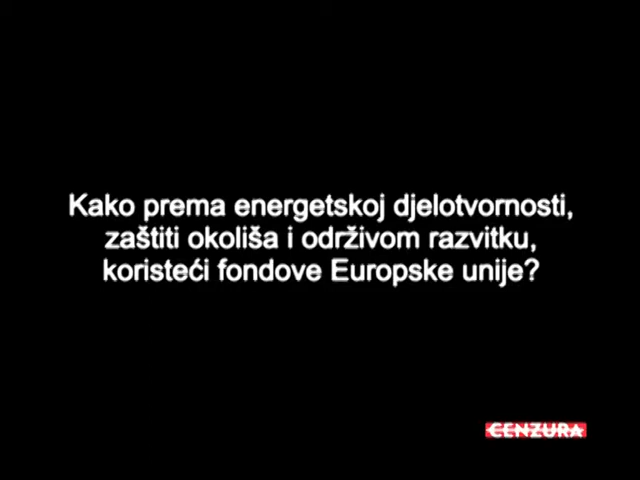 Kako prema energetskoj djelotvornosti,
zaštiti okoliša i održivom razvitku,
koristeći fondove Europske unije?
CENZURA